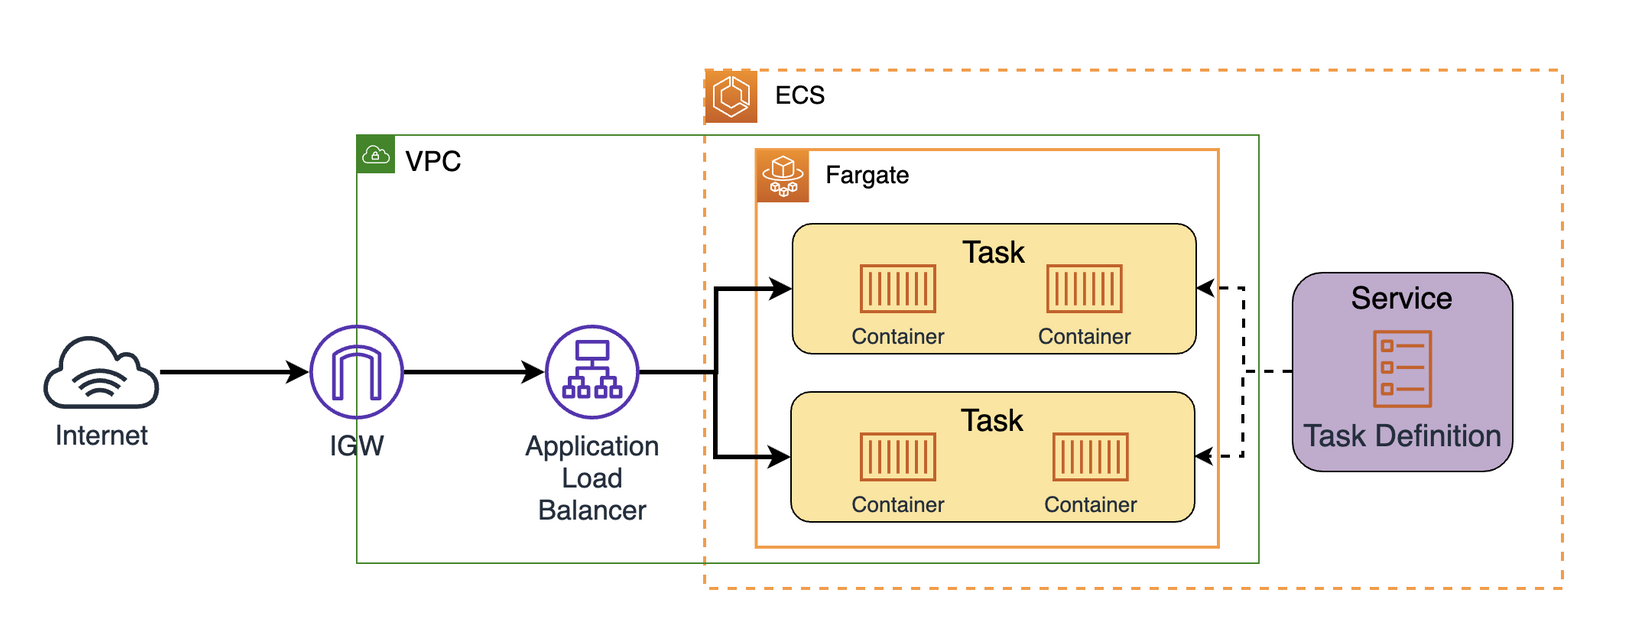 ECS
VPC
Fargate
Task
Container
Container
Service
Task Definition
Internet
IGW
Application
Load
Balancer
Task
Container
Container